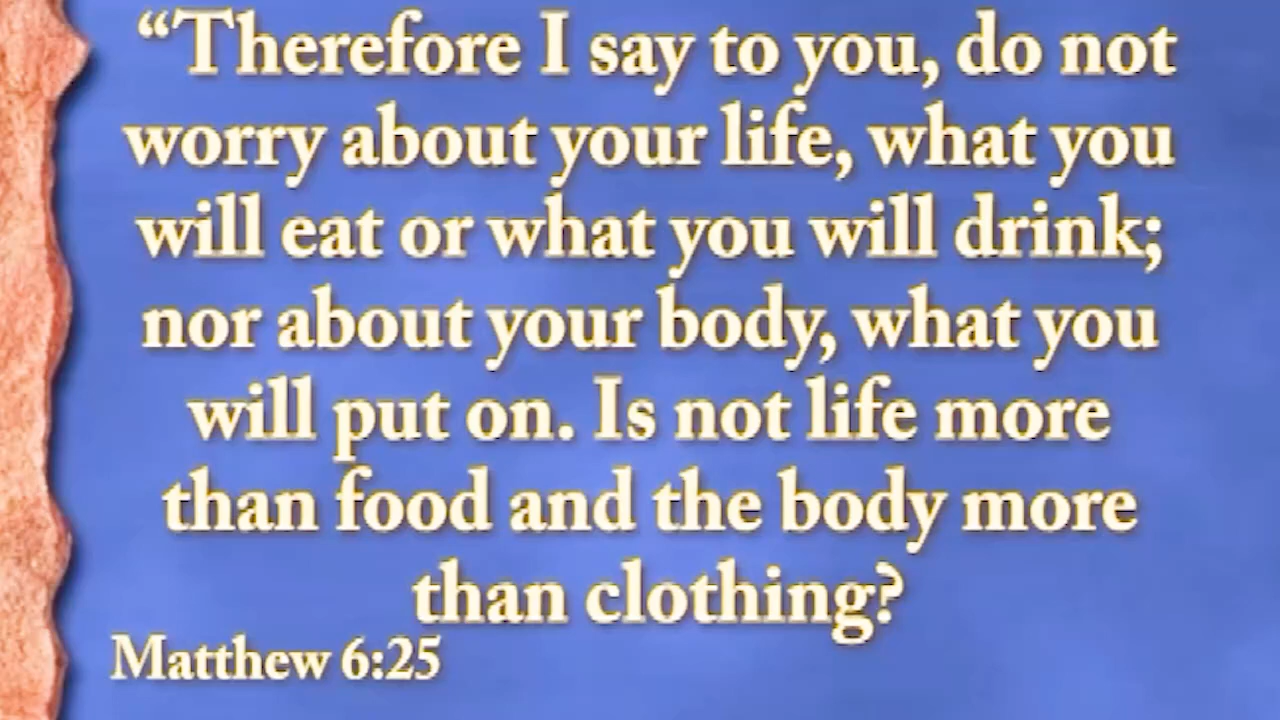 “Therefore I say to you, do not
worry about your life, what you
will eat or what you will drink;
nor about your body, what you
will put on. Is not life more
than food and the body more
than clothing?
Matthew 6:25